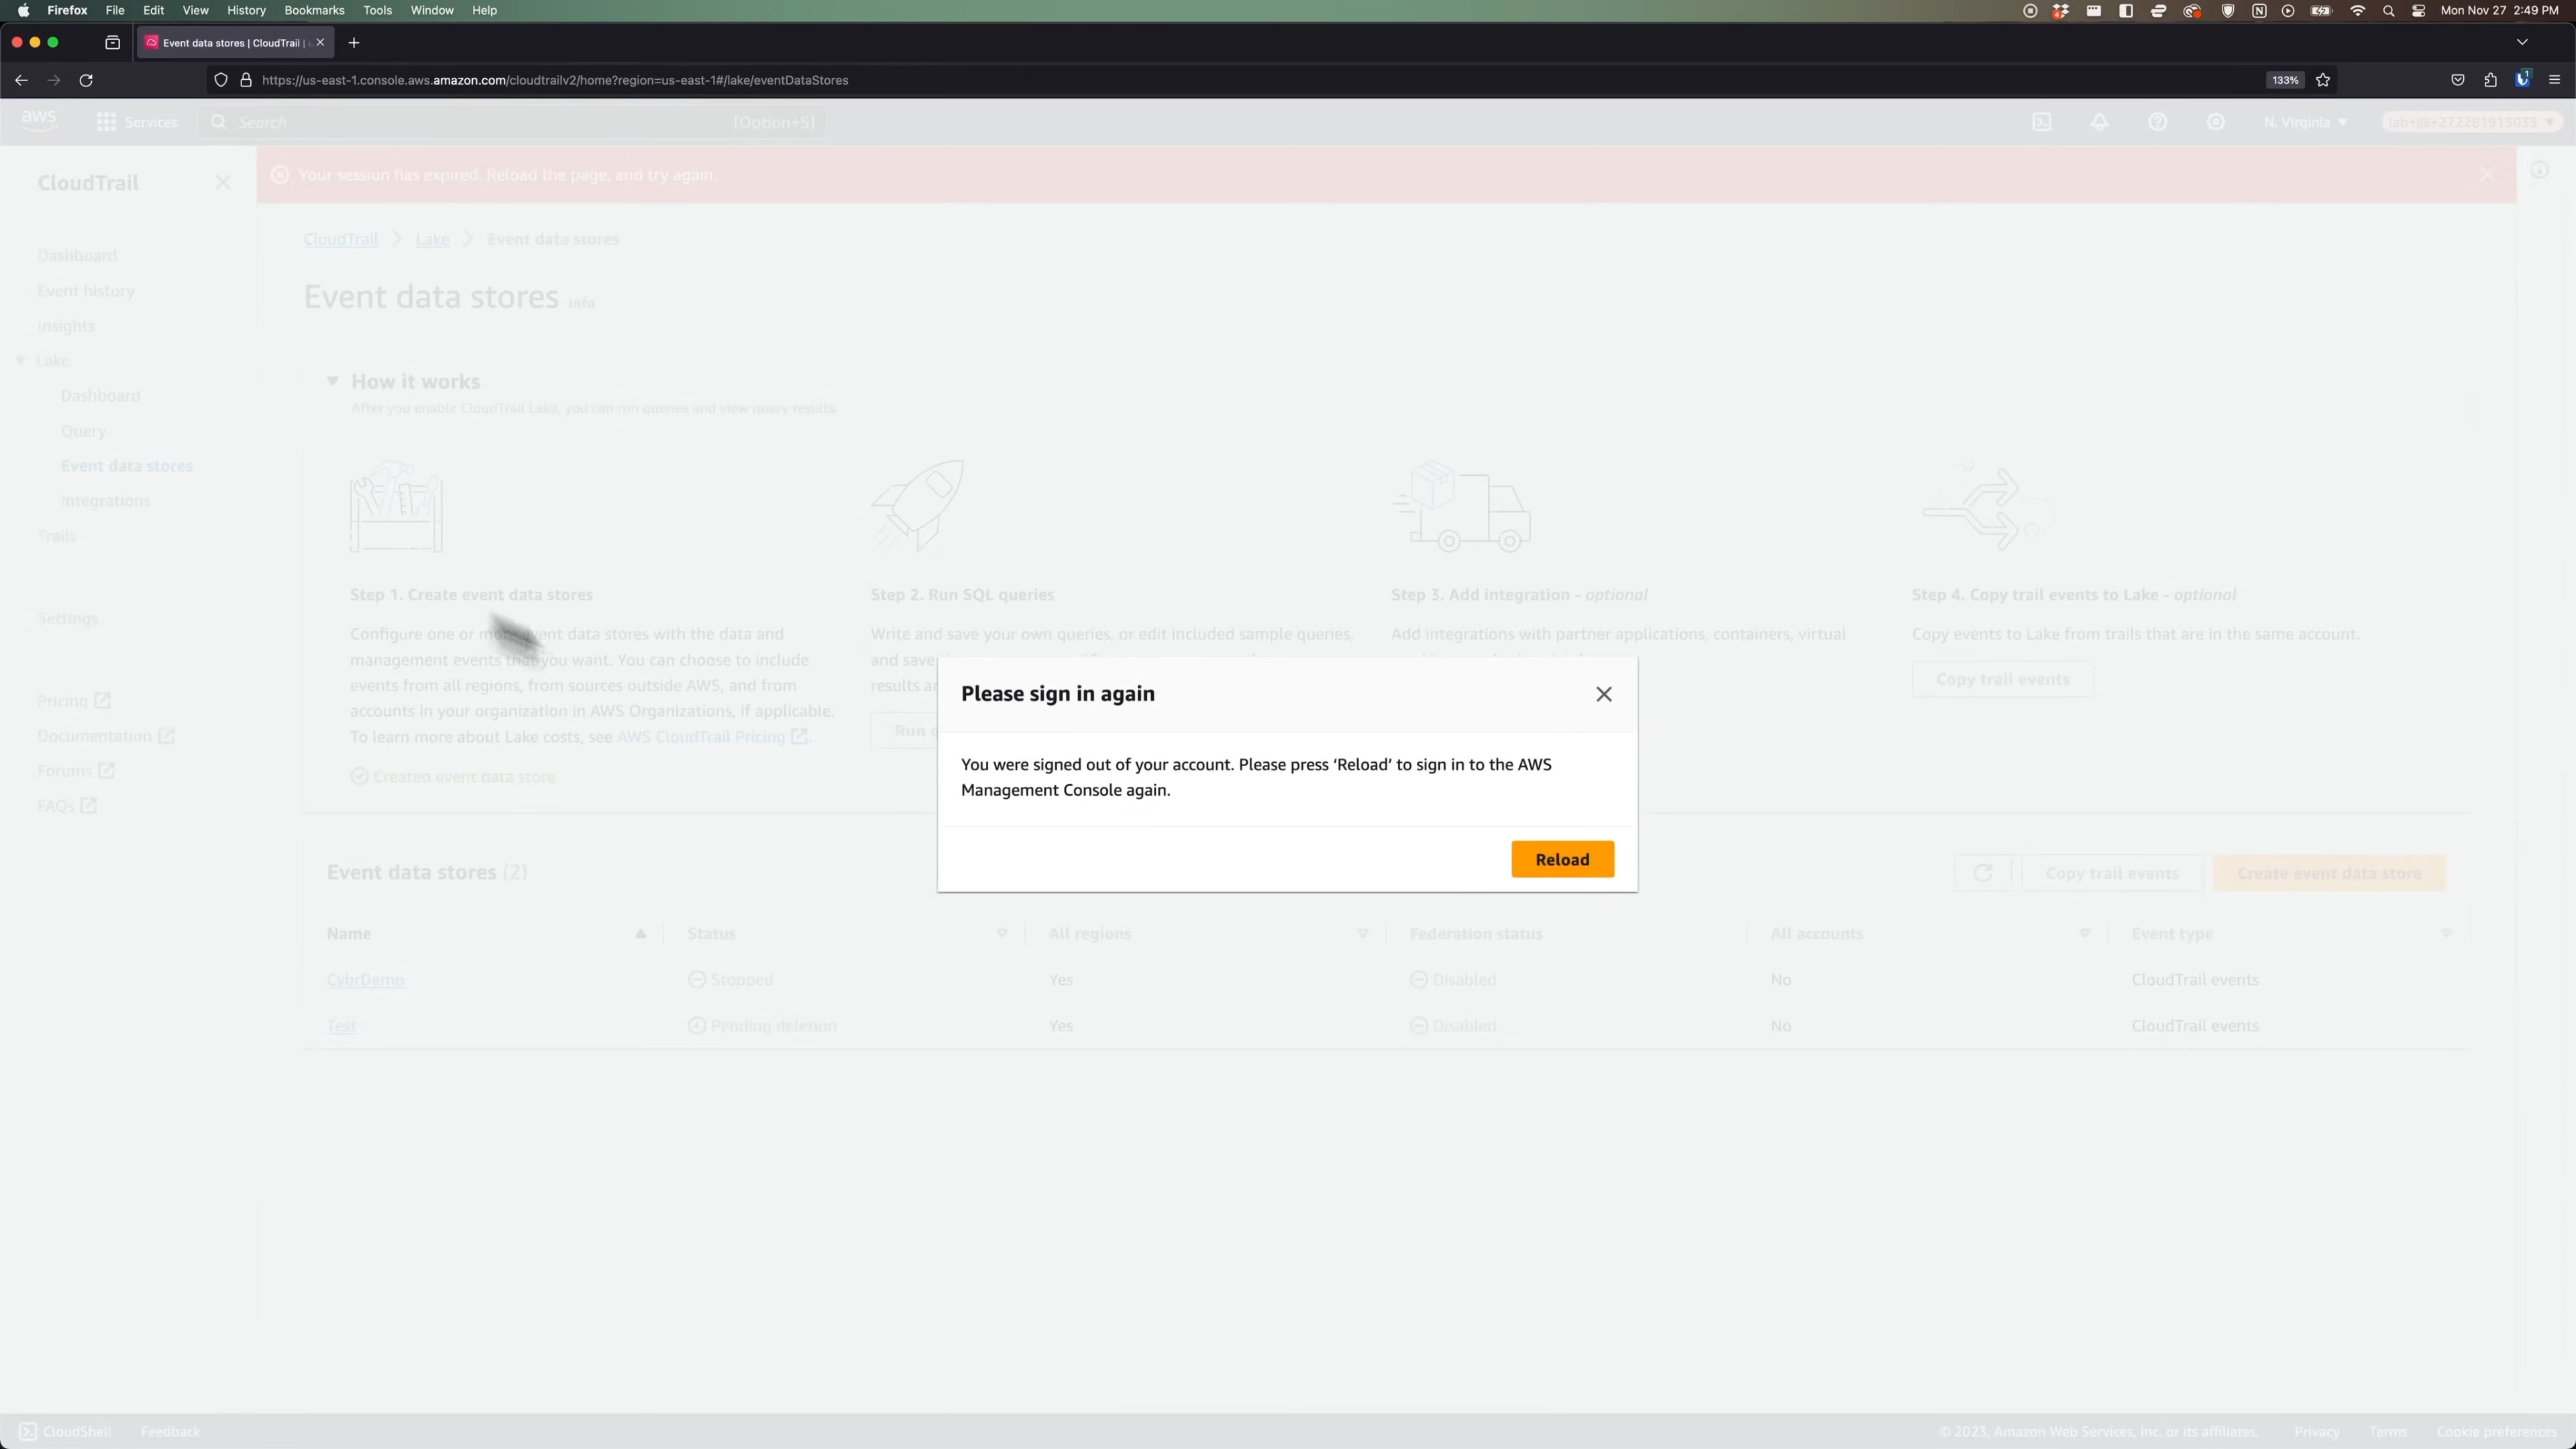 Firefox File Edit View History Bookmarks Tools Window Help
Mon Nov 27 2:49 PM
Event data stores | CloudTrail |
https://us-east-1.console.aws.amazon.com/cloudtrailv2/home?region=us-east-1#/lake/eventDataStores
133%
aws
Services
Search
[Option+S]
N. Virginia
CloudTrail
Your session has expired. Reload the page, and try again.
Dashboard
Event history
Insights
Lake
Dashboard
Query
Event data stores
Integrations
Trails
Settings
Pricing
Documentation
Forums
FAQs
CloudTrail > Lake > Event data stores
Event data stores Info
How it works
After you enable CloudTrail Lake, you can run queries and view query results.
Step 1. Create event data stores
Configure one or more event data stores with the data and
management events that you want. You can choose to include
events from all regions, from sources outside AWS, and from
accounts in your organization in AWS Organizations, if applicable.
To learn more about Lake costs, see AWS CloudTrail Pricing.
Created event data store
Step 2. Run SQL queries
Write and save your own queries, or edit included sample queries,
and save
results
Run
Step 3. Add integration - optional
Add integrations with partner applications, containers, virtual
Step 4. Copy trail events to Lake - optional
Copy events to Lake from trails that are in the same account.
Copy trail events
Please sign in again
You were signed out of your account. Please press ‘Reload’ to sign in to the AWS
Management Console again.
Reload
Event data stores (2)
Copy trail events
Create event data store
Name Status All regions Federation status All accounts Event type
CybrDemo Stopped Yes Disabled No CloudTrail events
Test Pending deletion Yes Disabled No CloudTrail events
CloudShell Feedback
© 2023, Amazon Web Services, Inc. or its affiliates. Privacy Terms Cookie preferences